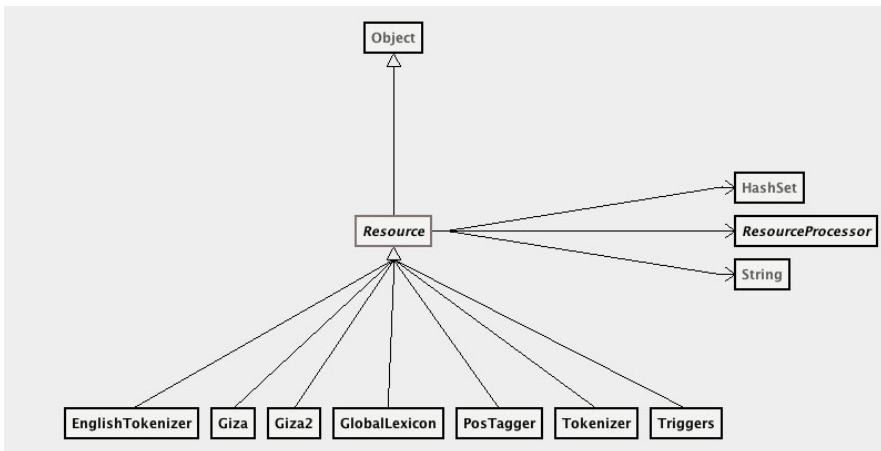 Object
HashSet
Resource
ResourceProcessor
String
EnglishTokenizer
Giza
Giza2
GlobalLexicon
PosTagger
Tokenizer
Triggers